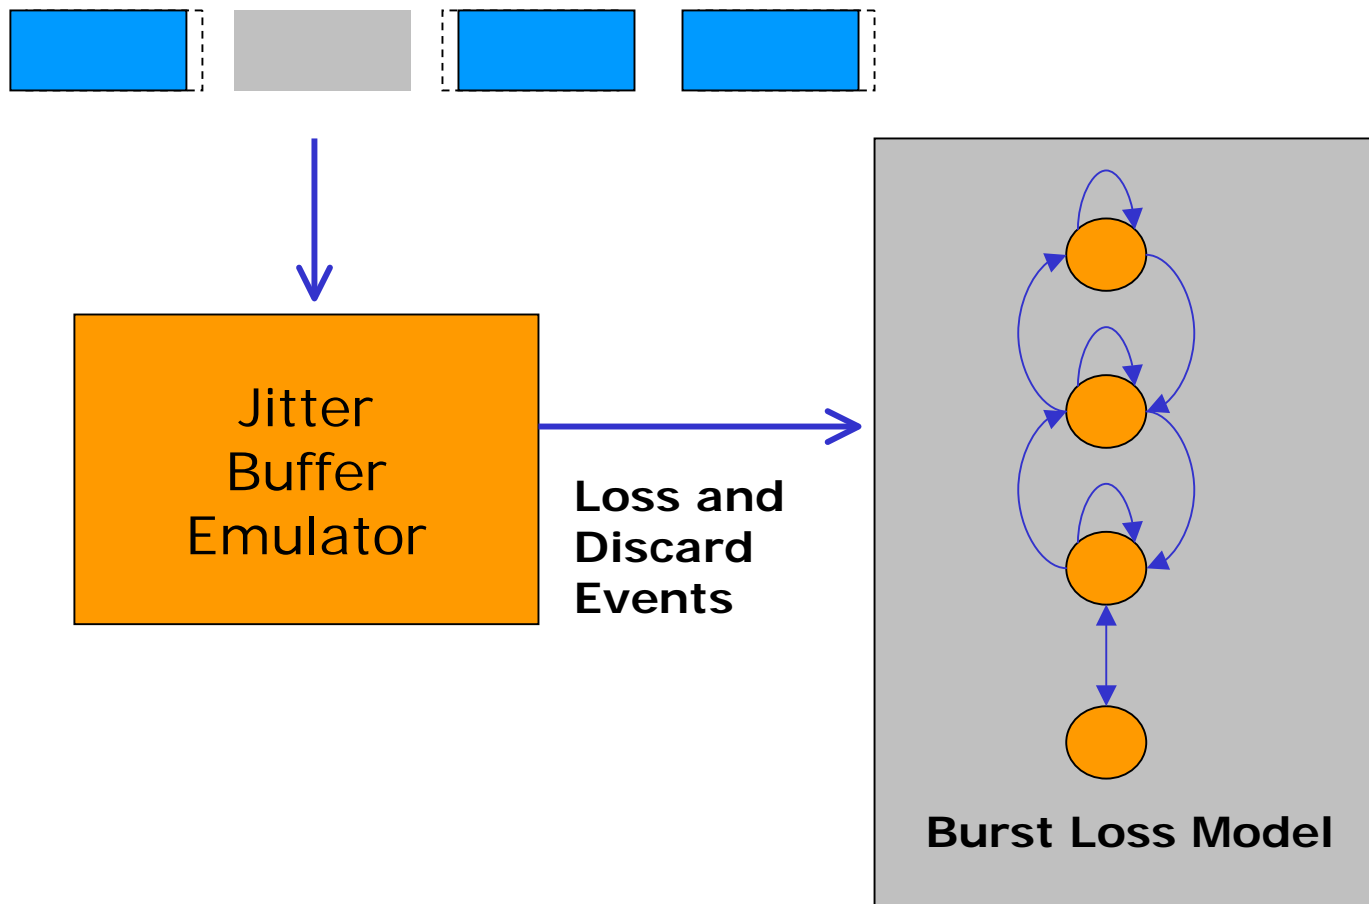 Jitter
Buffer
Emulator
Loss and
Discard
Events
Burst Loss Model